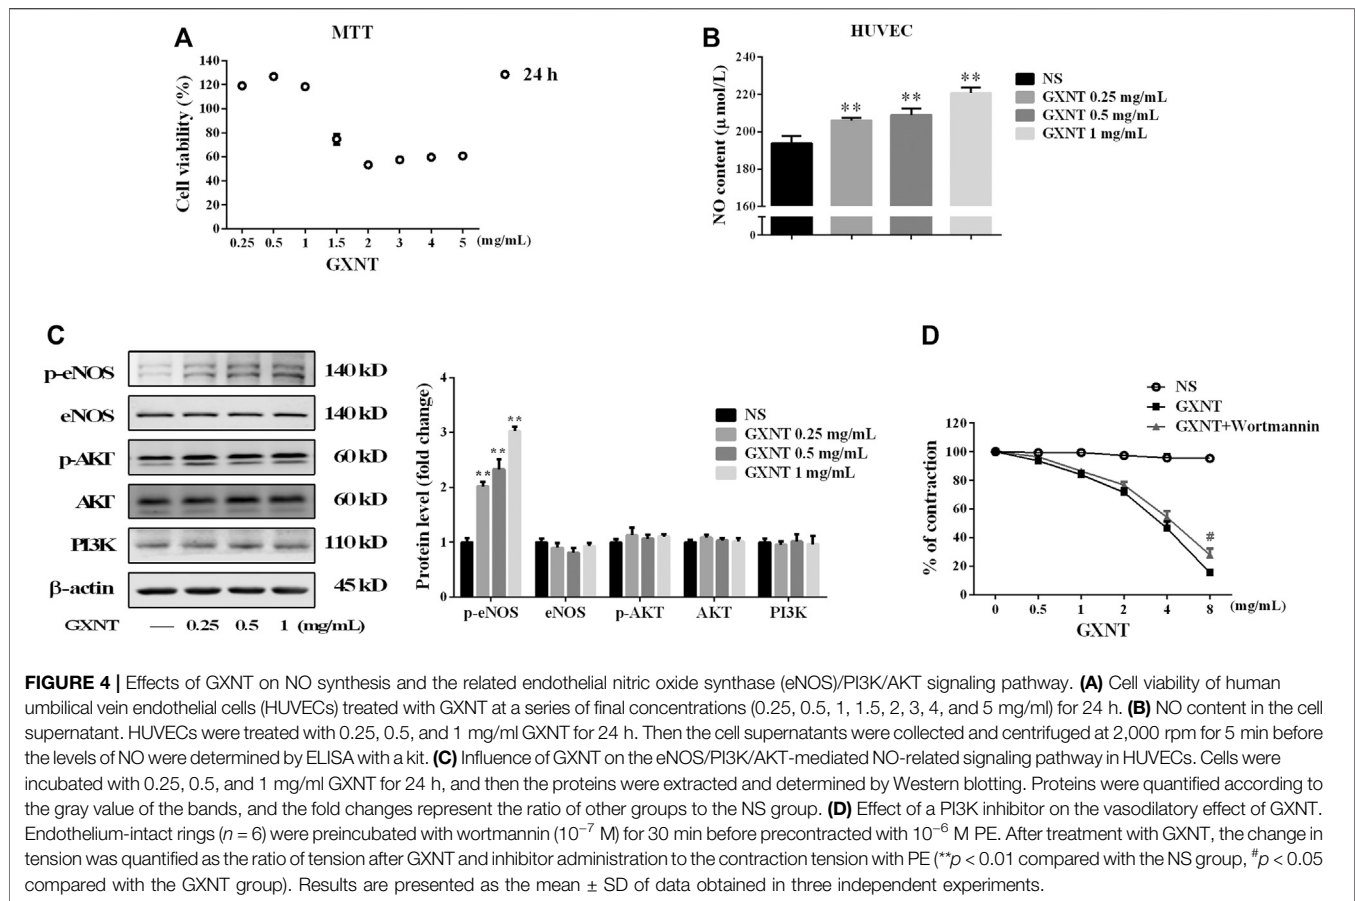 A
MTT
Cell viability (%)
140
120
100
80
60
40
20
0
0.25 0.5 1 1.5 2 3 4 5 (mg/mL)
GXNT
24 h
B
HUVEC
NO content (μ mol/L)
240
220
200
180
160
0
** ** **
NS
GXNT 0.25 mg/mL
GXNT 0.5 mg/mL
GXNT 1 mg/mL
C
p-eNOS 140 kD
eNOS 140 kD
p-AKT 60 kD
AKT 60 kD
PI3K 110 kD
β-actin 45 kD
GXNT — 0.25 0.5 1 (mg/mL)
Protein level (fold change)
4
3
2
1
0
** ** **
p-eNOS eNOS p-AKT AKT PI3K
NS
GXNT 0.25 mg/mL
GXNT 0.5 mg/mL
GXNT 1 mg/mL
D
NS
GXNT
GXNT+Wortmannin
% of contraction
120
100
80
60
40
20
0
#
0 0.5 1 2 4 8 (mg/mL)
GXNT
FIGURE 4 | Effects of GXNT on NO synthesis and the related endothelial nitric oxide synthase (eNOS)/PI3K/AKT signaling pathway. (A) Cell viability of human
umbilical vein endothelial cells (HUVECs) treated with GXNT at a series of final concentrations (0.25, 0.5, 1, 1.5, 2, 3, 4, and 5 mg/ml) for 24 h. (B) NO content in the cell
supernatant. HUVECs were treated with 0.25, 0.5, and 1 mg/ml GXNT for 24 h. Then the cell supernatants were collected and centrifuged at 2,000 rpm for 5 min before
the levels of NO were determined by ELISA with a kit. (C) Influence of GXNT on the eNOS/PI3K/AKT-mediated NO-related signaling pathway in HUVECs. Cells were
incubated with 0.25, 0.5, and 1 mg/ml GXNT for 24 h, and then the proteins were extracted and determined by Western blotting. Proteins were quantified according to
the gray value of the bands, and the fold changes represent the ratio of other groups to the NS group. (D) Effect of a PI3K inhibitor on the vasodilatory effect of GXNT.
Endothelium-intact rings (n = 6) were preincubated with wortmannin (10⁻⁷ M) for 30 min before precontracted with 10⁻⁶ M PE. After treatment with GXNT, the change in
tension was quantified as the ratio of tension after GXNT and inhibitor administration to the contraction tension with PE (**p < 0.01 compared with the NS group, #p < 0.05
compared with the GXNT group). Results are presented as the mean ± SD of data obtained in three independent experiments.